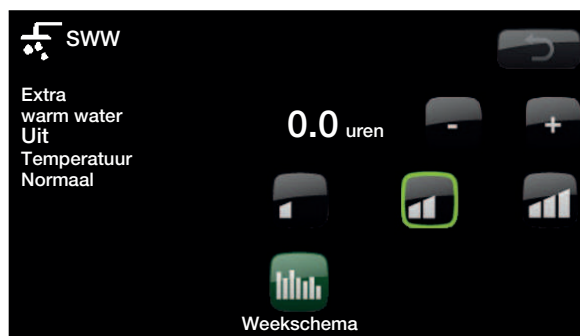 SWW
Extra
warm water
Uit
0.0 uren
- +
Temperatuur
Normaal
Weekschema